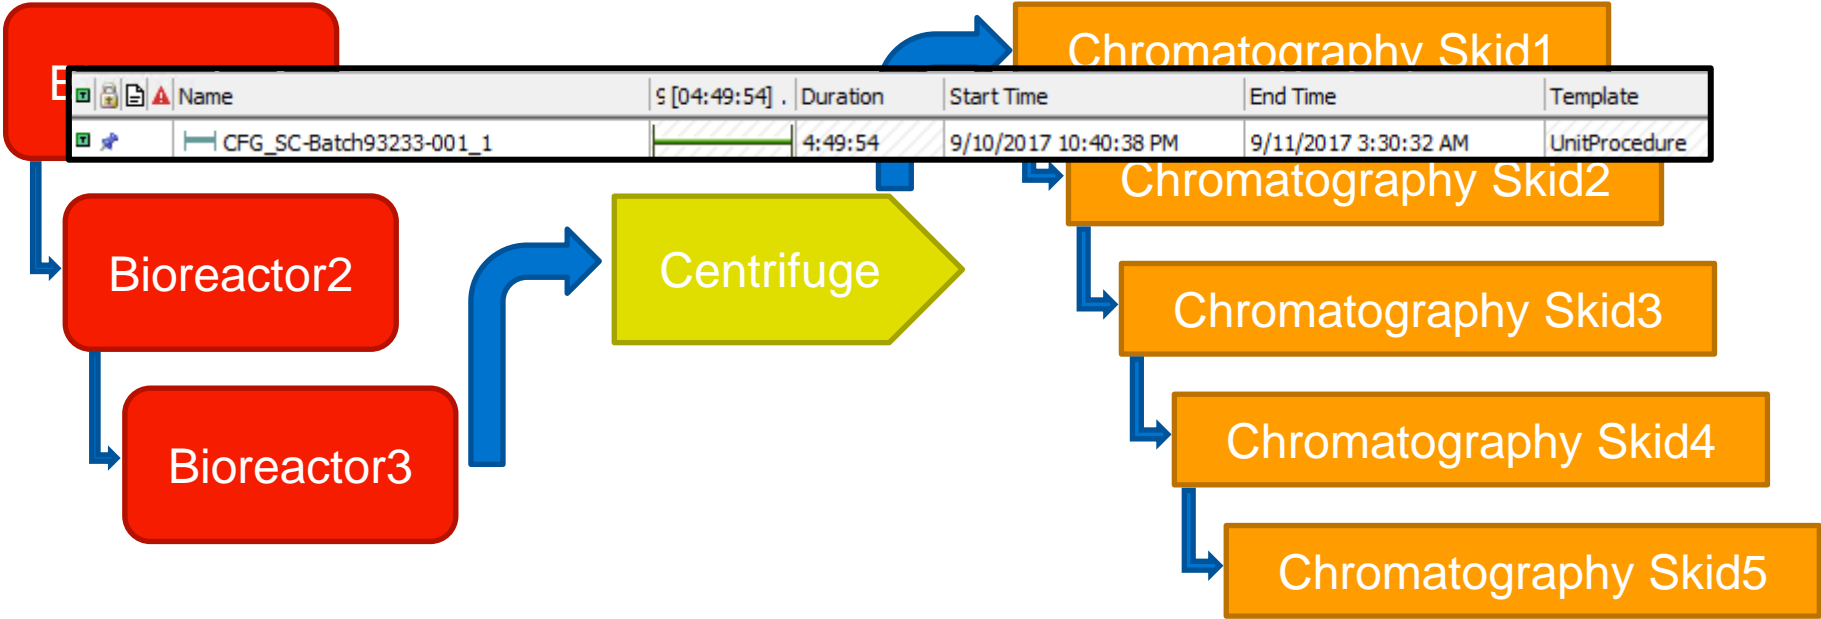 Chromatography Skid1
Name 9 [04:49:54] . Duration Start Time End Time Template
CFG_SC-Batch93233-001_1 4:49:54 9/10/2017 10:40:38 PM 9/11/2017 3:30:32 AM UnitProcedure
Chromatography Skid2
Bioreactor2
Centrifuge
Chromatography Skid3
Bioreactor3
Chromatography Skid4
Chromatography Skid5